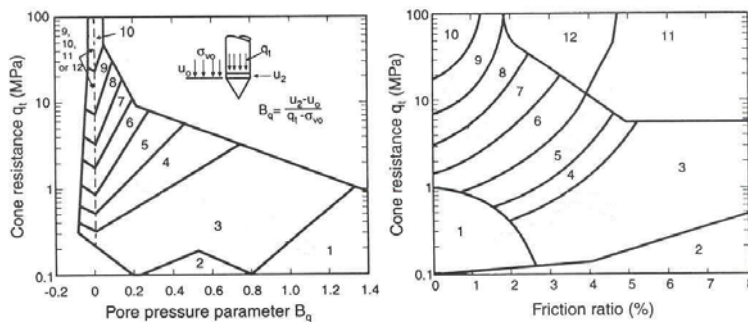 Cone resistance qt (MPa)
100
10
1
0.1
9,
10,
11
or 12
10
9
8
7
6
5
4
3
2
1
uo
σvo
qt
u2
Bq = u2-uo / qt-σvo
-0.2 0 0.2 0.4 0.6 0.8 1.0 1.2 1.4
Pore pressure parameter Bq
Cone resistance qt (MPa)
100
10
1
0.1
10
9
8
7
6
5
4
12
11
3
1
2
0 1 2 3 4 5 6 7 8
Friction ratio (%)